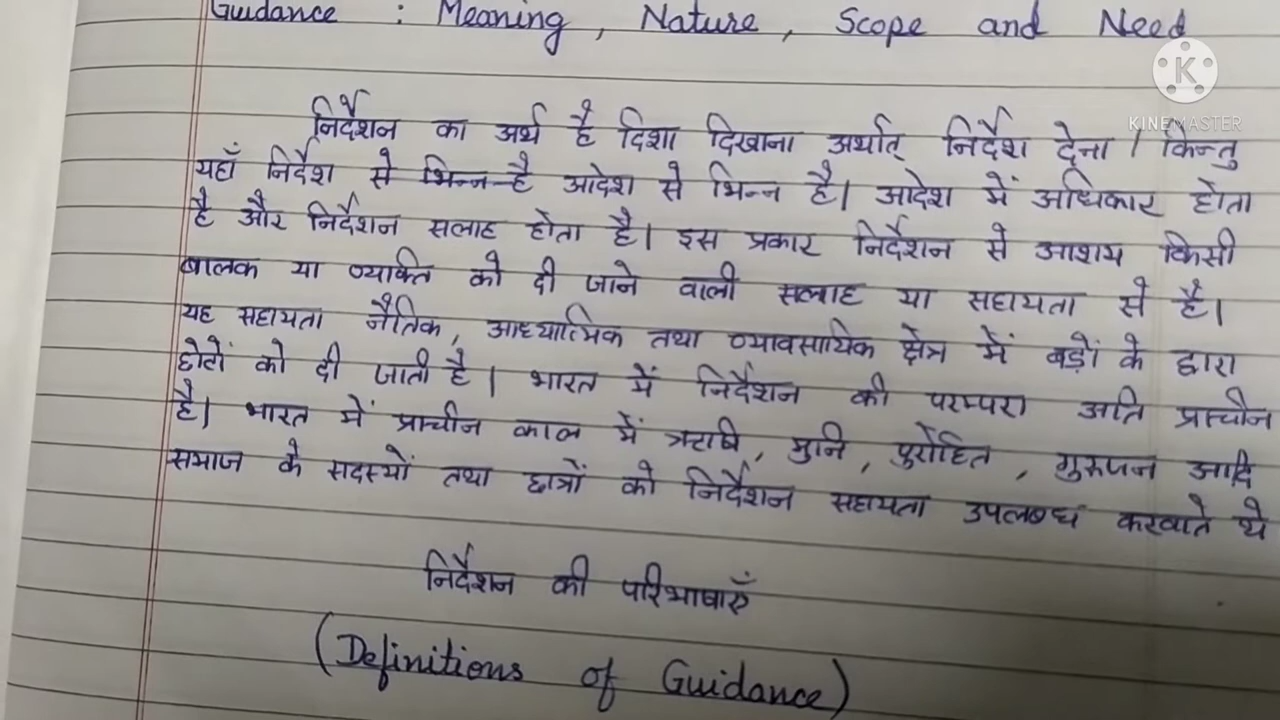 Guidance : Meaning, Nature, Scope and Need
K
KINEMASTER
निर्देशन का अर्थ है दिशा दिखाना अर्थात् निर्देश देना। किन्तु
यहाँ निर्देश से भिन्न है आदेश से भिन्न है। आदेश में अधिकार होता
है और निर्देशन सलाह होता है। इस प्रकार निर्देशन से आशय किसी
बालक या व्यक्ति को दी जाने वाली सलाह या सहायता से है।
यह सहायता नैतिक, आध्यात्मिक तथा व्यावसायिक क्षेत्र में बड़ों के द्वारा
छोटों को दी जाती है। भारत में निर्देशन की परम्परा अति प्राचीन
है। भारत में प्राचीन काल में ऋषि, मुनि, पुरोहित, गुरुजन आदि
समाज के सदस्यों तथा छात्रों को निर्देशन सहायता उपलब्ध करवाते थे
निर्देशन की परिभाषाएँ
(Definitions of Guidance)